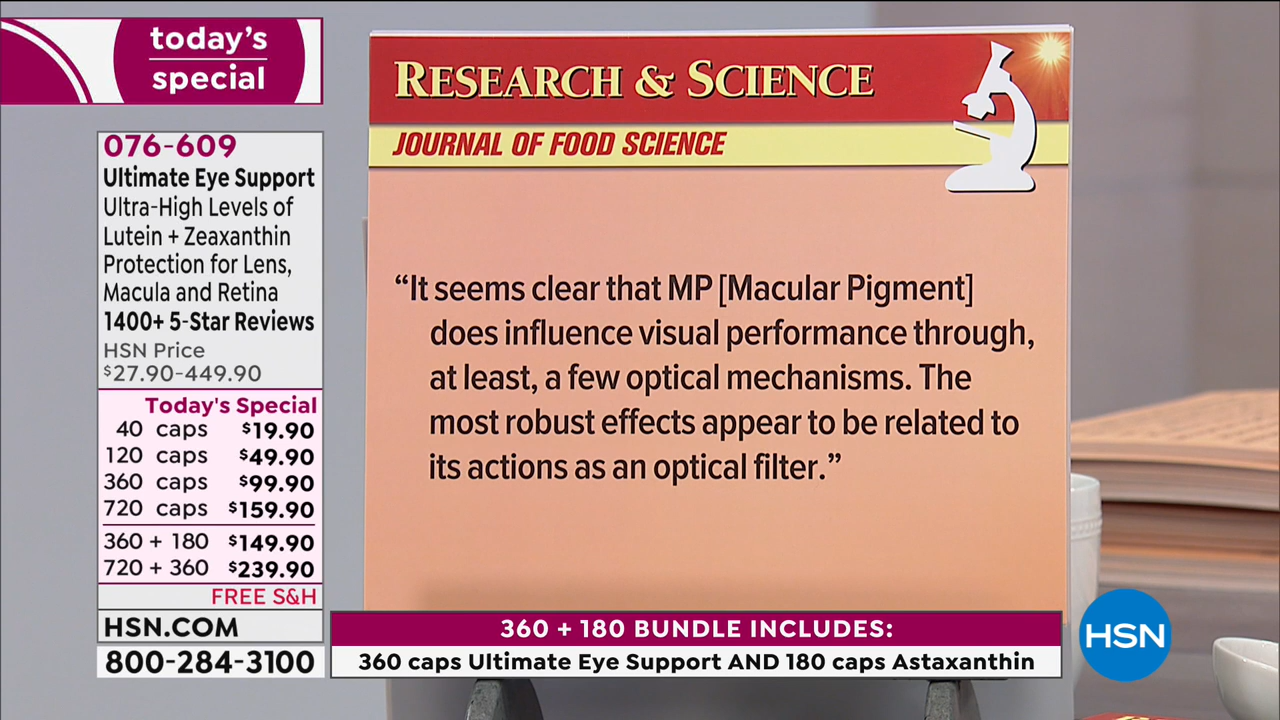 today's
special
076-609
Ultimate Eye Support
Ultra-High Levels of
Lutein + Zeaxanthin
Protection for Lens,
Macula and Retina
1400+ 5-Star Reviews
HSN Price
$27.90-449.90
Today's Special
40 caps $19.90
120 caps $49.90
360 caps $99.90
720 caps $159.90
360 + 180 $149.90
720 + 360 $239.90
FREE S&H
HSN.COM
800-284-3100
RESEARCH & SCIENCE
JOURNAL OF FOOD SCIENCE
“It seems clear that MP [Macular Pigment]
does influence visual performance through,
at least, a few optical mechanisms. The
most robust effects appear to be related to
its actions as an optical filter.”
360 + 180 BUNDLE INCLUDES:
360 caps Ultimate Eye Support AND 180 caps Astaxanthin
HSN